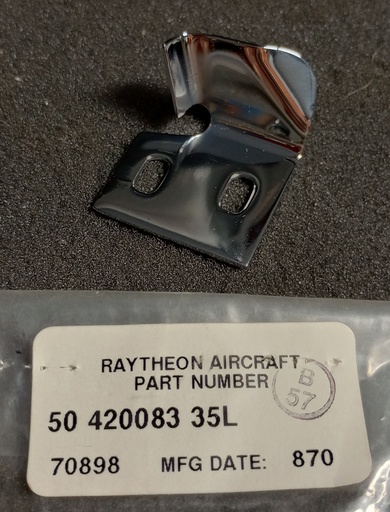 RAYTHEON AIRCRAFT
PART NUMBER
B
57
50 420083 35L
70898 MFG DATE: 870